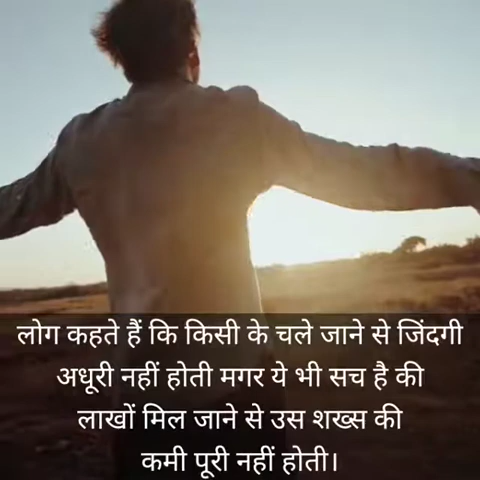 लोग कहते हैं कि किसी के चले जाने से जिंदगी
अधूरी नहीं होती मगर ये भी सच है की
लाखों मिल जाने से उस शख्स की
कमी पूरी नहीं होती।